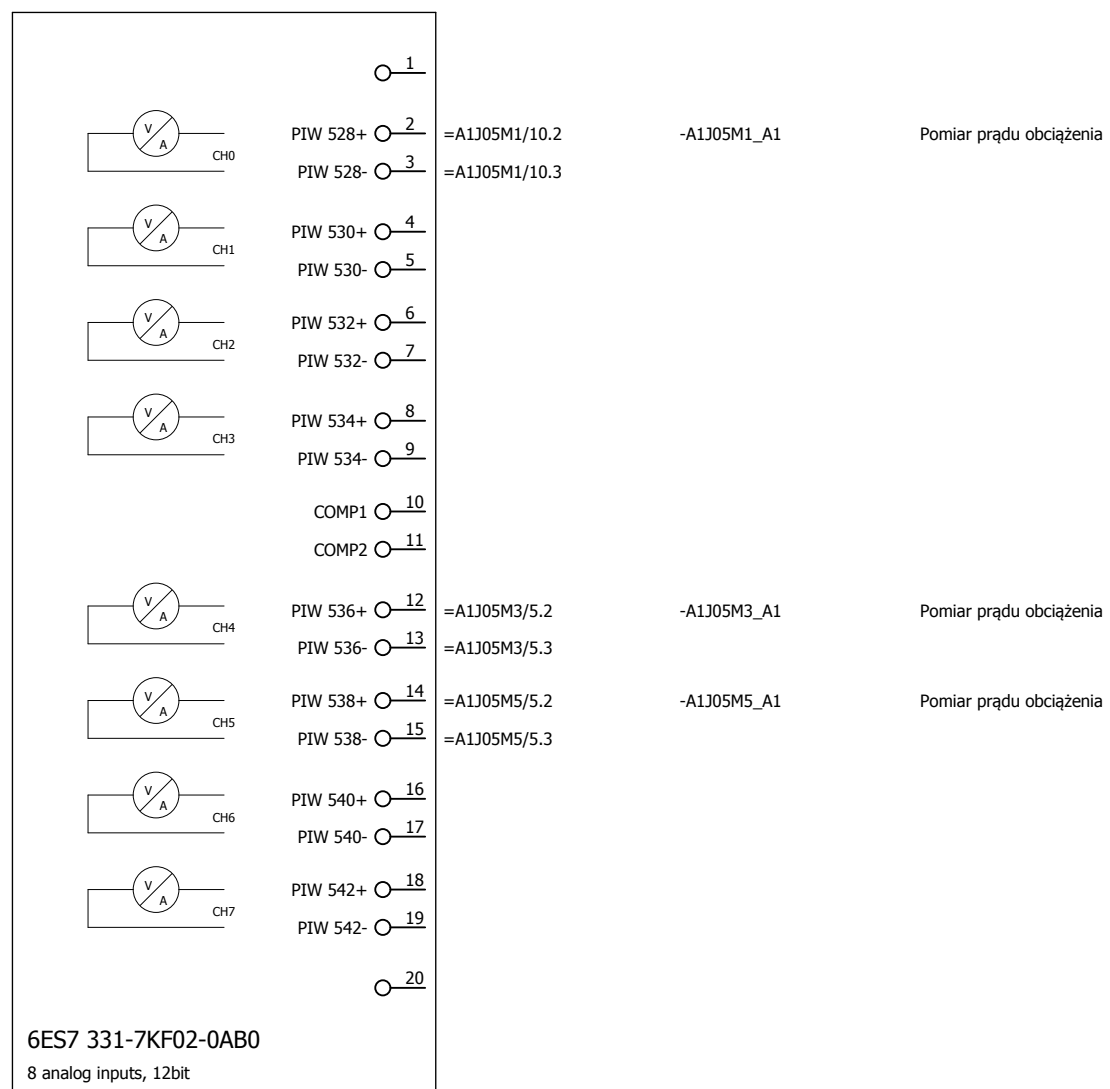 1
V
A
CH0
PIW 528+ 2 =A1J05M1/10.2 -A1J05M1_A1 Pomiar prądu obciążenia
PIW 528- 3 =A1J05M1/10.3
V
A
CH1
PIW 530+ 4
PIW 530- 5
V
A
CH2
PIW 532+ 6
PIW 532- 7
V
A
CH3
PIW 534+ 8
PIW 534- 9
COMP1 10
COMP2 11
V
A
CH4
PIW 536+ 12 =A1J05M3/5.2 -A1J05M3_A1 Pomiar prądu obciążenia
PIW 536- 13 =A1J05M3/5.3
V
A
CH5
PIW 538+ 14 =A1J05M5/5.2 -A1J05M5_A1 Pomiar prądu obciążenia
PIW 538- 15 =A1J05M5/5.3
V
A
CH6
PIW 540+ 16
PIW 540- 17
V
A
CH7
PIW 542+ 18
PIW 542- 19
20
6ES7 331-7KF02-0AB0
8 analog inputs, 12bit